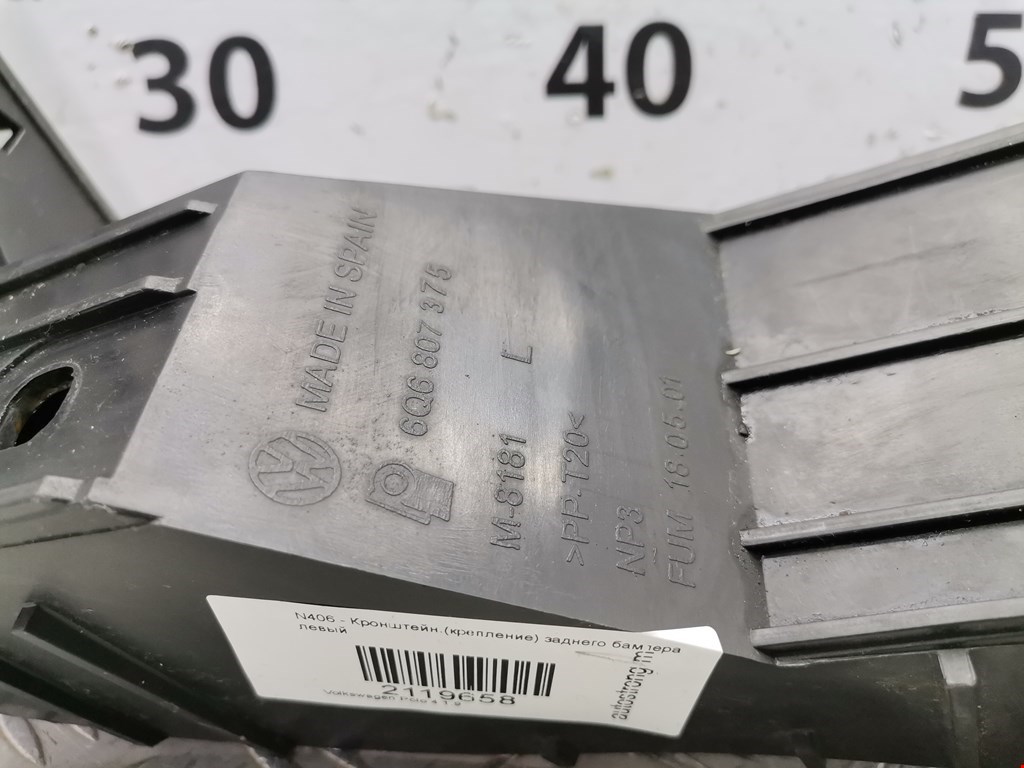 30 40 5
MADE IN SPAIN
6Q6 807 375
M-8181 L
>PP-T20<
NP3
FUM 18.05.01
N406 - Кронштейн (крепление) заднего бампера
левый
2119658
Volkswagen Polo 4 1.9
autostrong-m